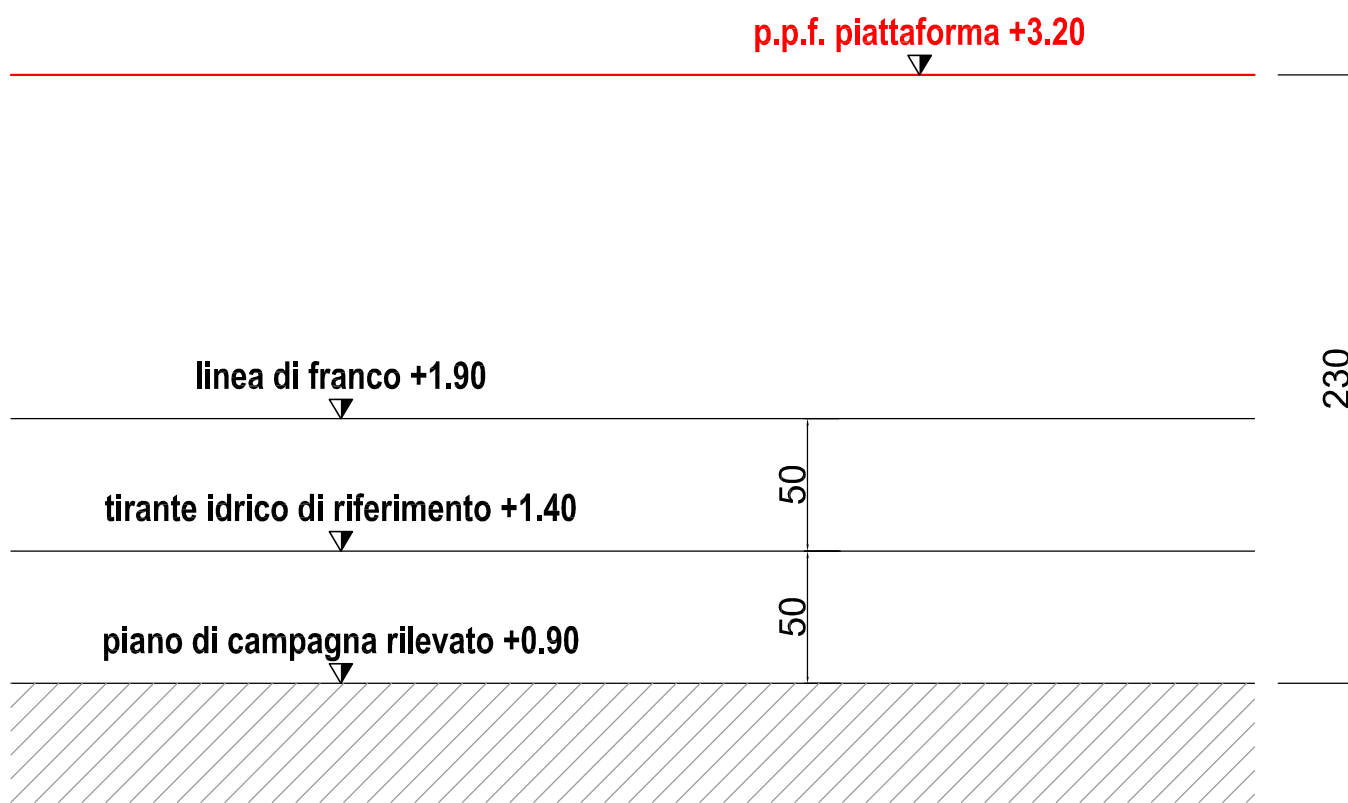 p.p.f. piattaforma +3.20
linea di franco +1.90
230
50
tirante idrico di riferimento +1.40
50
piano di campagna rilevato +0.90